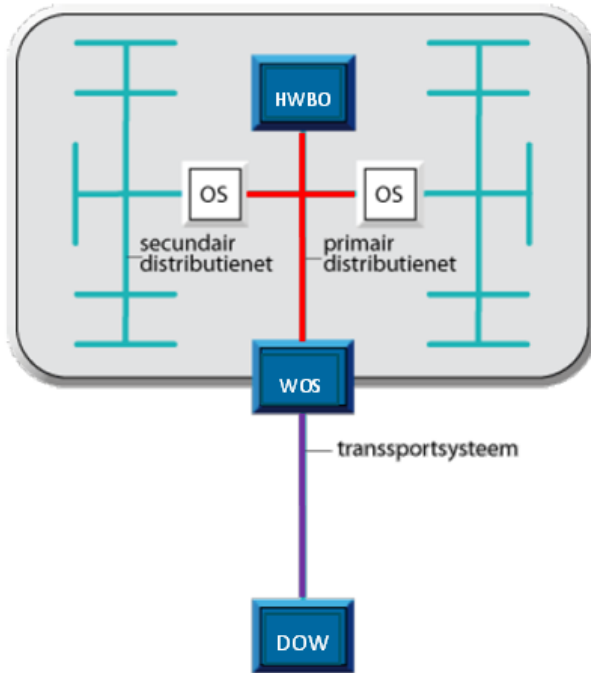 HWBO
OS
OS
secundair
distributienet
primair
distributienet
WOS
transsportsysteem
DOW